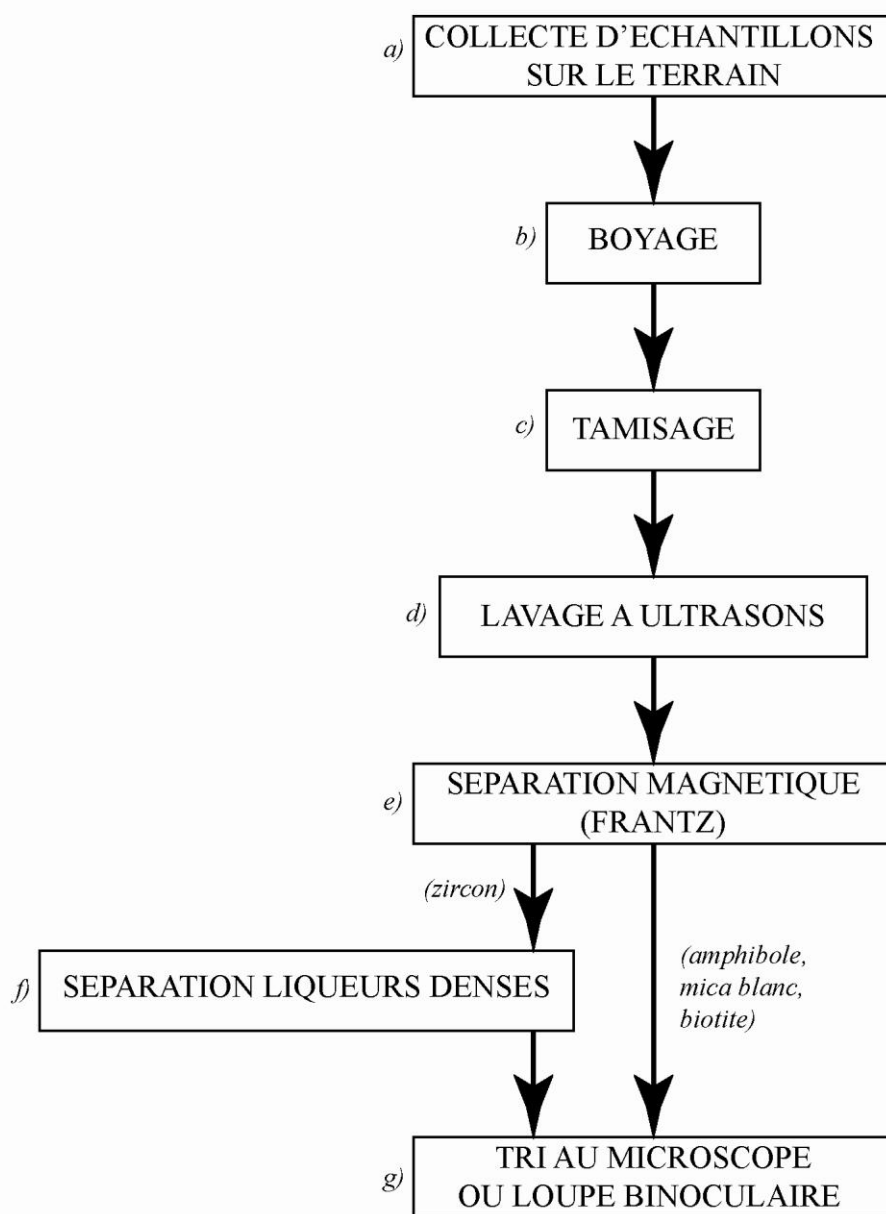 a)
COLLECTE D'ECHANTILLONS
SUR LE TERRAIN
b)
BOYAGE
c)
TAMISAGE
d)
LAVAGE A ULTRASONS
e)
SEPARATION MAGNETIQUE
(FRANTZ)
(zircon)
(amphibole,
mica blanc,
biotite)
f)
SEPARATION LIQUEURS DENSES
g)
TRI AU MICROSCOPE
OU LOUPE BINOCULAIRE